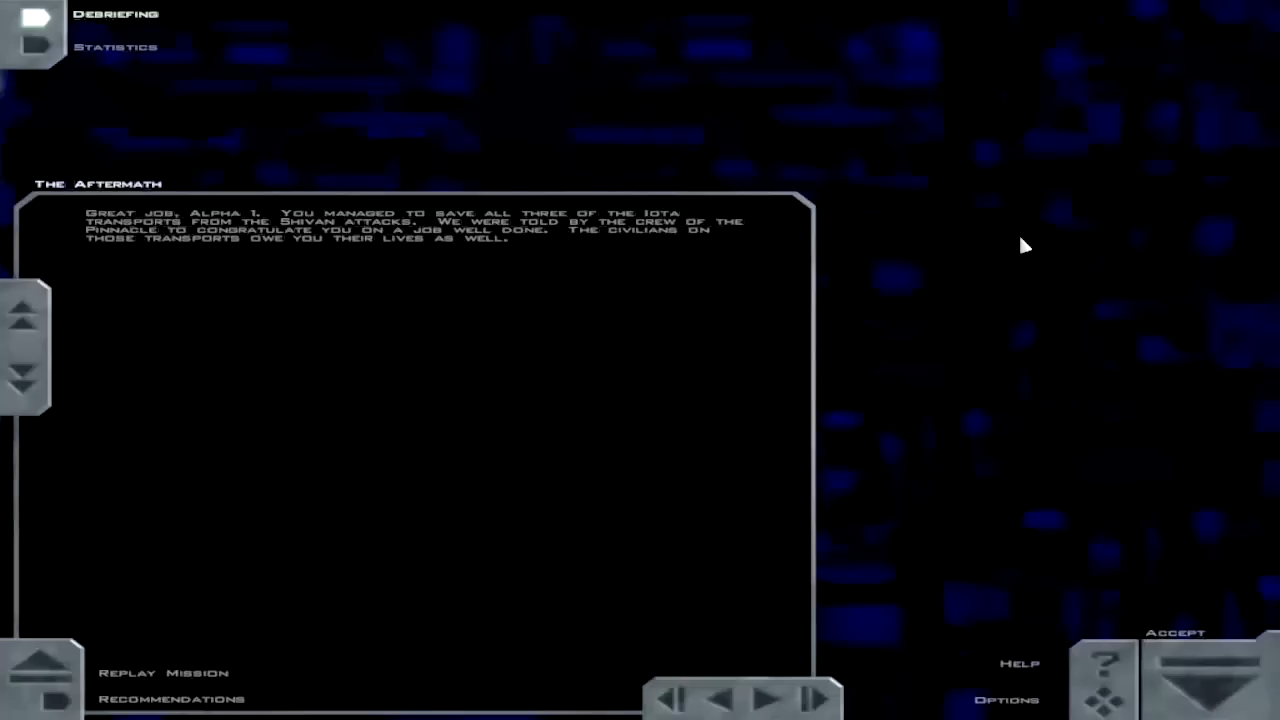 Debriefing
Statistics
The Aftermath
Great job, Alpha 1. You managed to save all three of the Iota
transports from the Shivan attacks. We were told by the crew of the
Pinnacle to congratulate you on a job well done. The civilians on
those transports owe you their lives as well.
Accept
Help
Replay Mission
Recommendations
Options